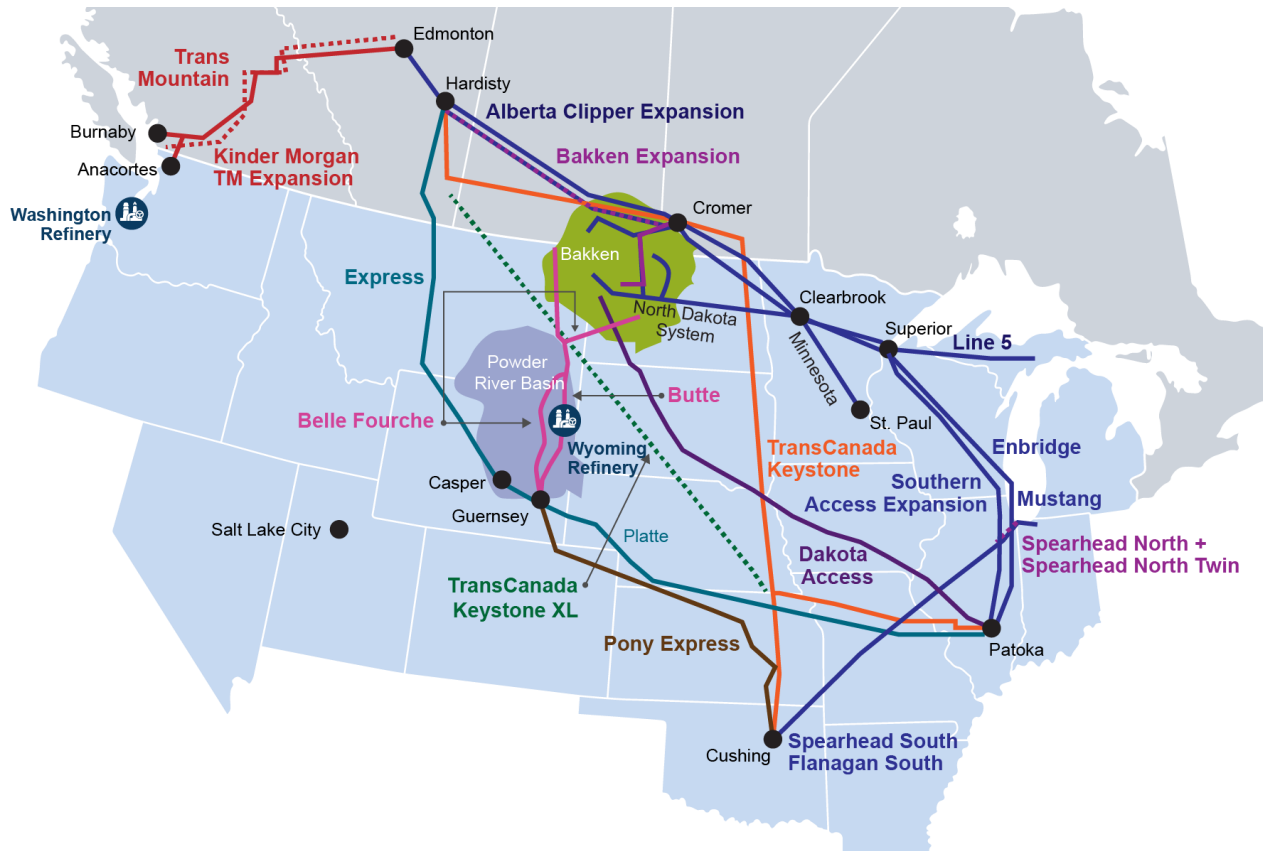 Edmonton
Trans
Mountain
Hardisty
Alberta Clipper Expansion
Burnaby
Bakken Expansion
Kinder Morgan
TM Expansion
Anacortes
Washington
Refinery
Cromer
Bakken
Express
Clearbrook
North Dakota
System
Superior
Line 5
Minnesota
Powder
River Basin
Butte
Belle Fourche
St. Paul
Wyoming
Refinery
TransCanada
Keystone
Enbridge
Southern
Access Expansion
Mustang
Casper
Guernsey
Salt Lake City
Platte
Spearhead North +
Spearhead North Twin
Dakota
Access
TransCanada
Keystone XL
Pony Express
Patoka
Cushing
Spearhead South
Flanagan South